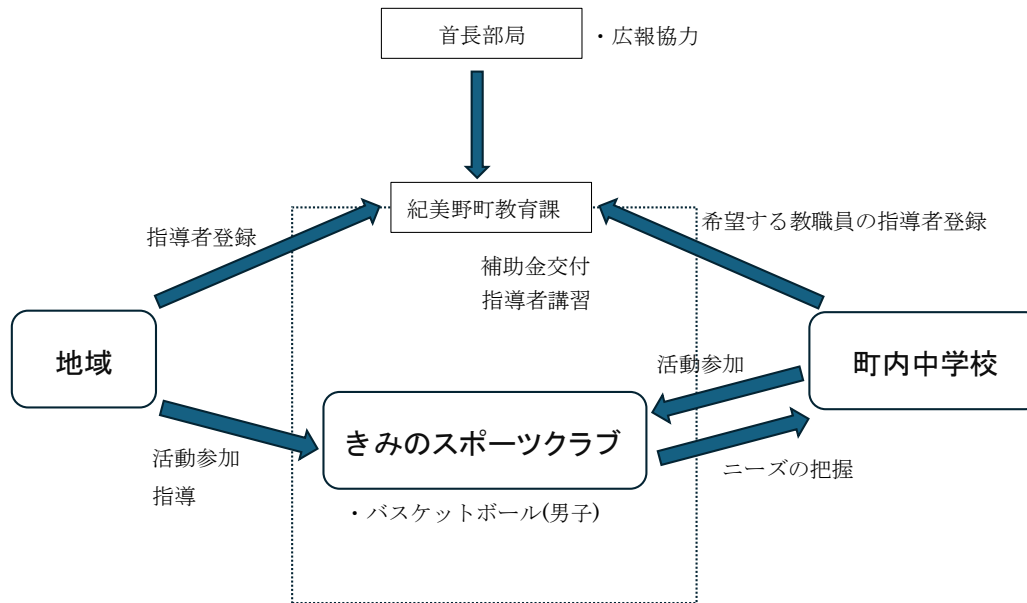 首長部局
・広報協力
紀美野町教育課
指導者登録
希望する教職員の指導者登録
補助金交付
指導者講習
地域
町内中学校
活動参加
きみのスポーツクラブ
活動参加
指導
ニーズの把握
・バスケットボール(男子)